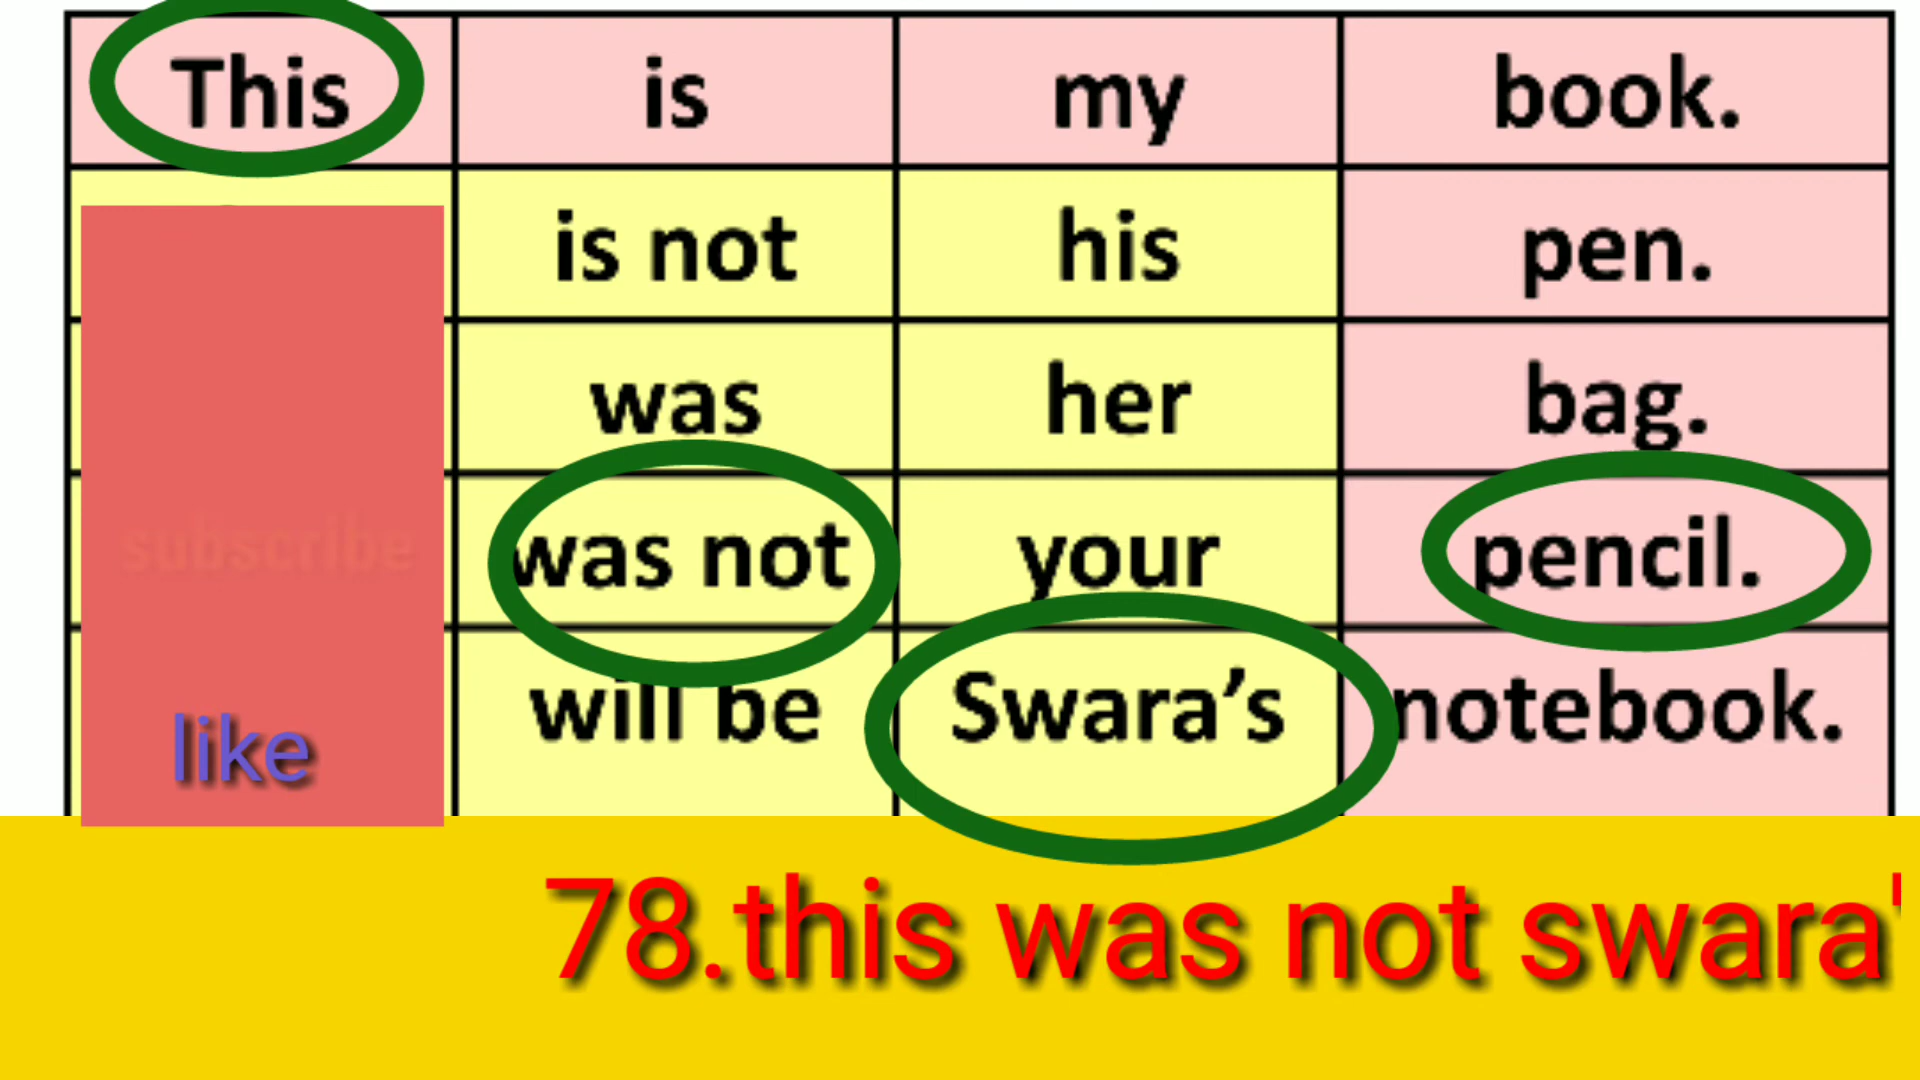 This is my book.
is not his pen.
was her bag.
subscribe was not your pencil.
like will be Swara’s notebook.
78.this was not swara'